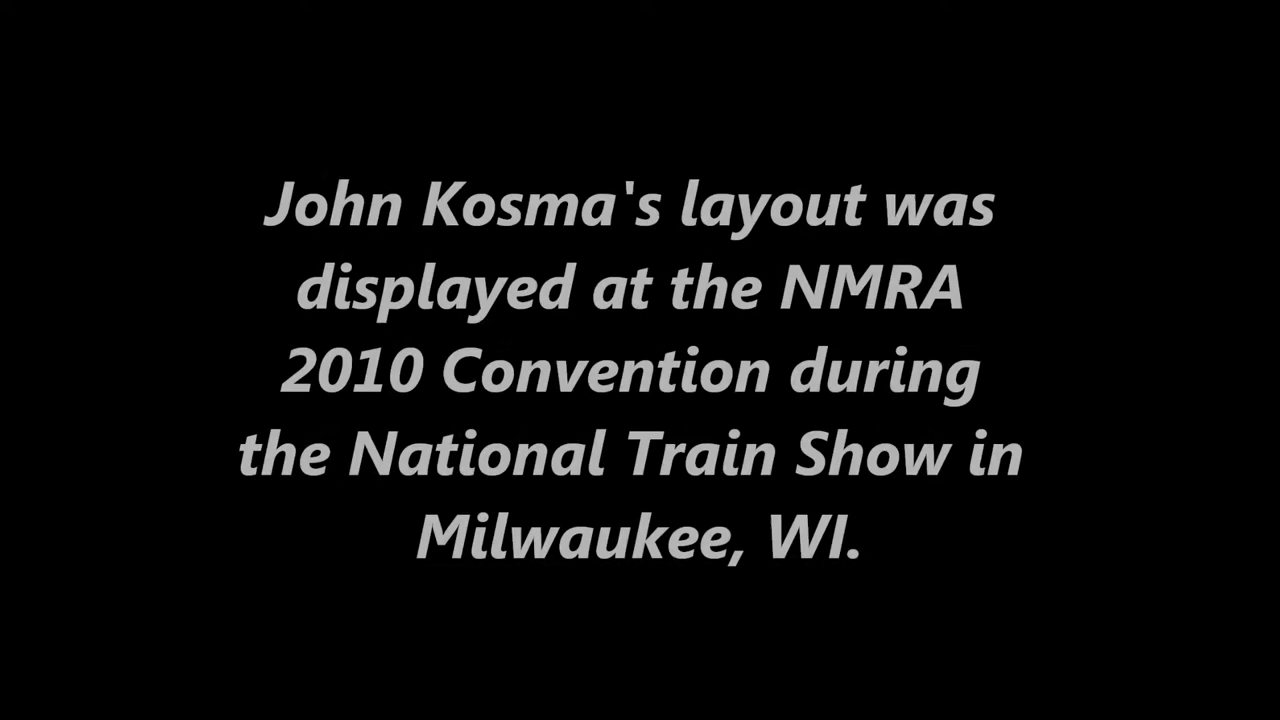 John Kosma's layout was
displayed at the NMRA
2010 Convention during
the National Train Show in
Milwaukee, WI.